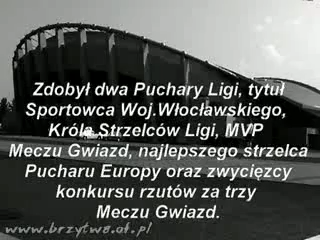 Zdobył dwa Puchary Ligi, tytuł
Sportowca Woj.Włocławskiego,
Króla Strzelców Ligi, MVP
Meczu Gwiazd, najlepszego strzelca
Pucharu Europy oraz zwycięzcy
konkursu rzutów za trzy
Meczu Gwiazd.
www.brzytwa.of.pl